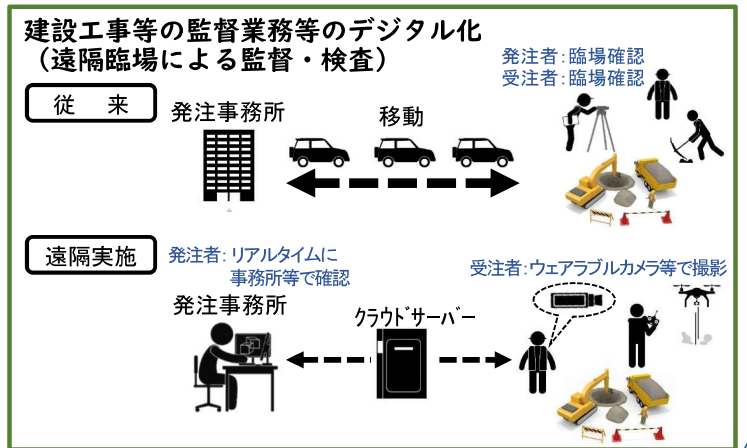 建設工事等の監督業務等のデジタル化
（遠隔臨場による監督・検査）
発注者：臨場確認
受注者：臨場確認
従　来
発注事務所
移動
遠隔実施
発注者：リアルタイムに
事務所等で確認
受注者：ウェアラブルカメラ等で撮影
発注事務所
ｸﾗｳﾄﾞｻｰﾊﾞｰ